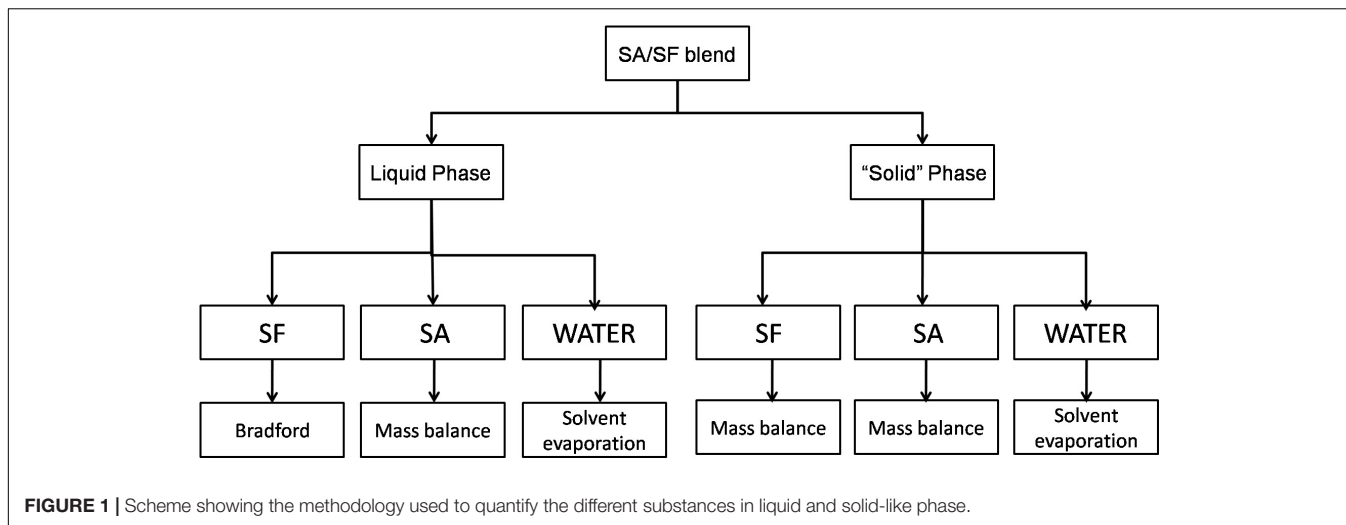 SA/SF blend
Liquid Phase
“Solid” Phase
SF
SA
WATER
SF
SA
WATER
Bradford
Mass balance
Solvent
evaporation
Mass balance
Mass balance
Solvent
evaporation
FIGURE 1 | Scheme showing the methodology used to quantify the different substances in liquid and solid-like phase.